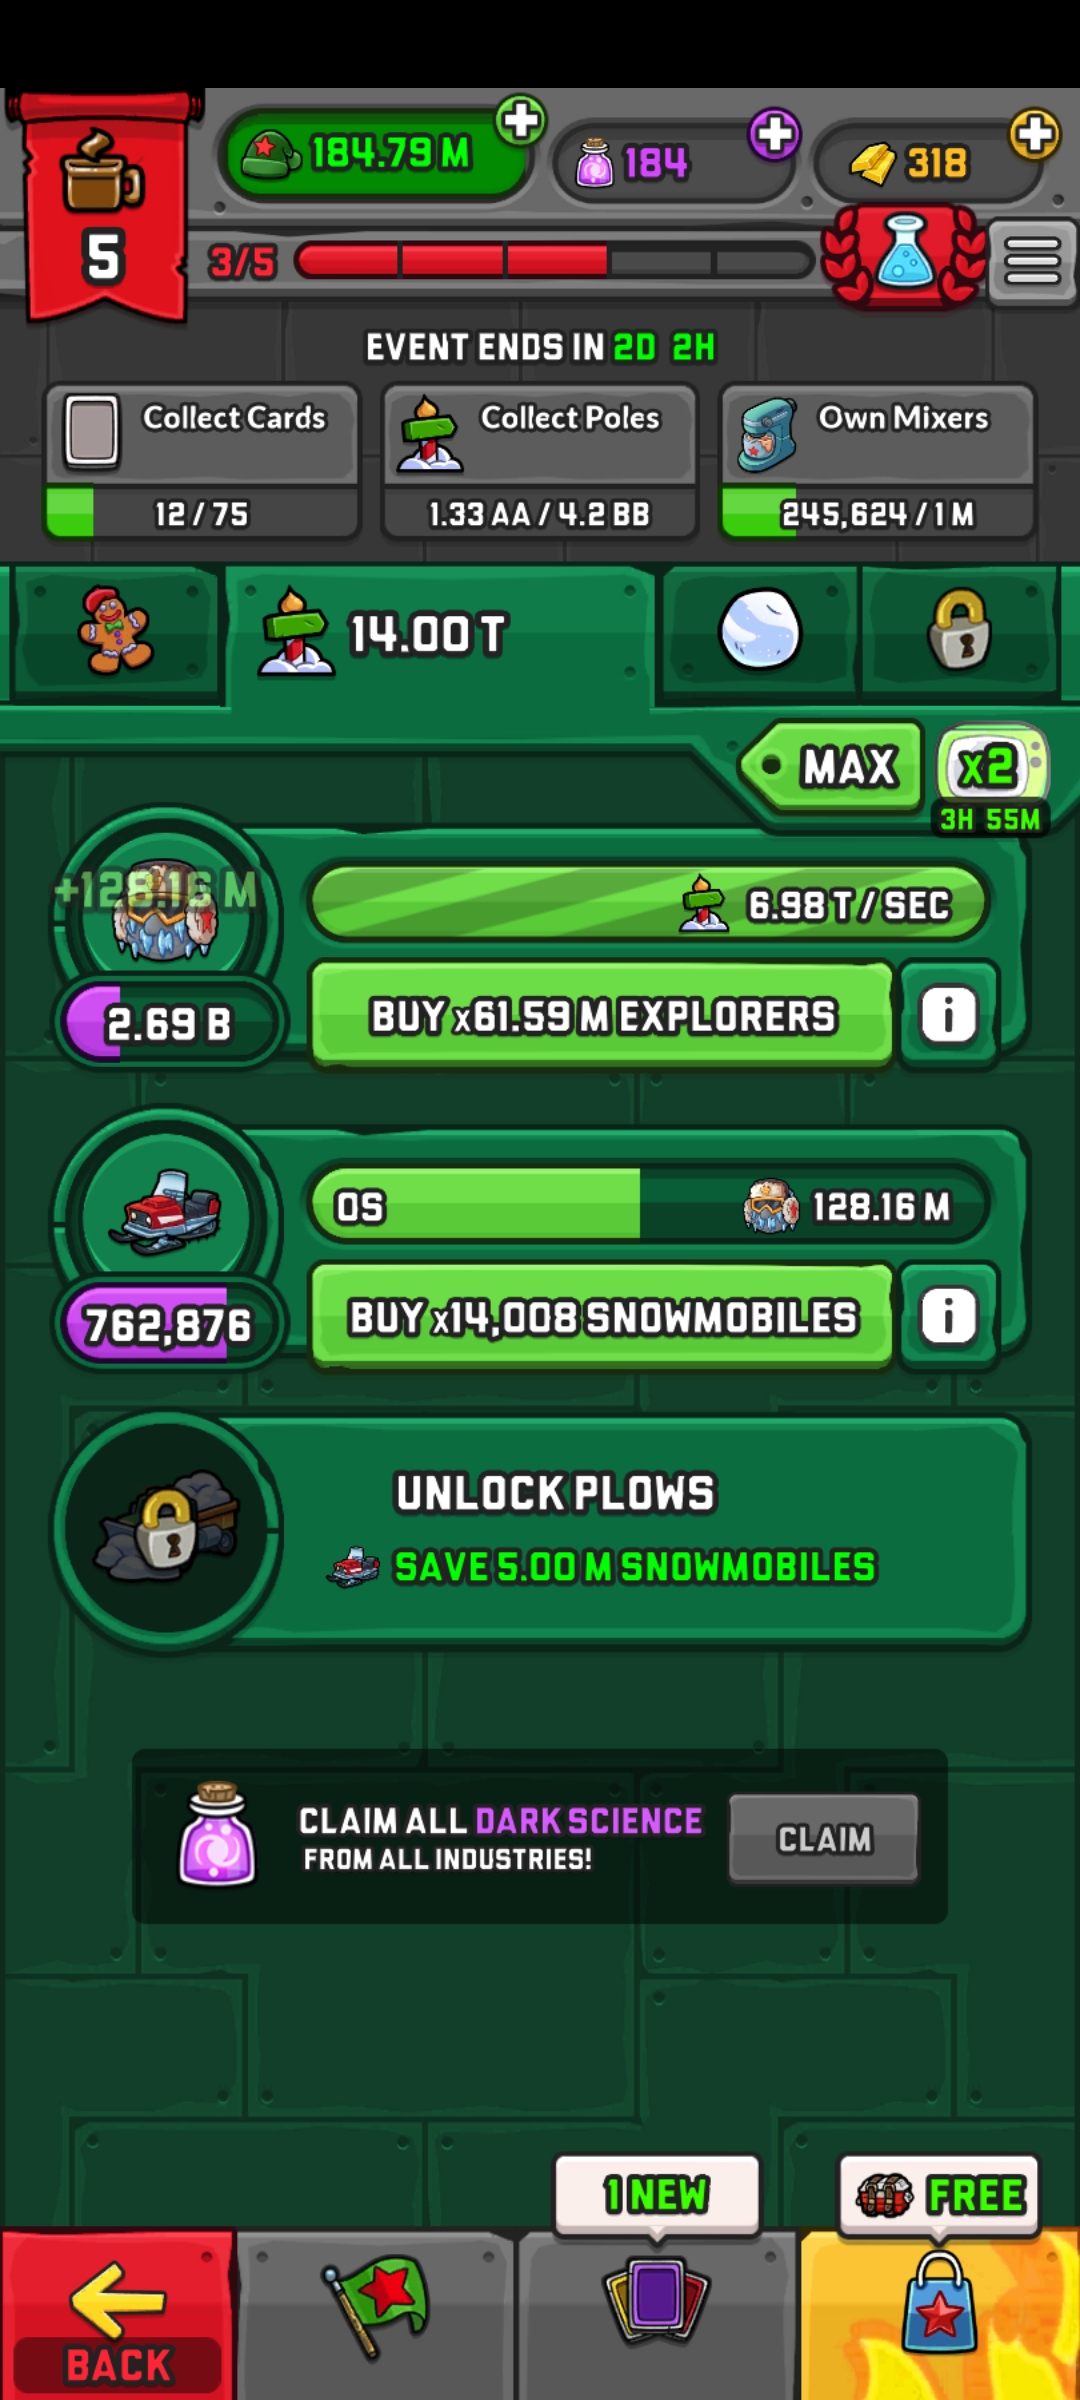 184.79 M
184
318
5
3/5
EVENT ENDS IN 2D 2H
Collect Cards
12 / 75
Collect Poles
1.33 AA / 4.2 BB
Own Mixers
245,624 / 1 M
14.00 T
MAX
x2
3H 55M
+128.16 M
6.98 T / SEC
2.69 B
BUY x61.59 M EXPLORERS
i
0S
128.16 M
762,876
BUY x14,008 SNOWMOBILES
i
UNLOCK PLOWS
SAVE 5.00 M SNOWMOBILES
CLAIM ALL DARK SCIENCE
FROM ALL INDUSTRIES!
CLAIM
1 NEW
FREE
BACK